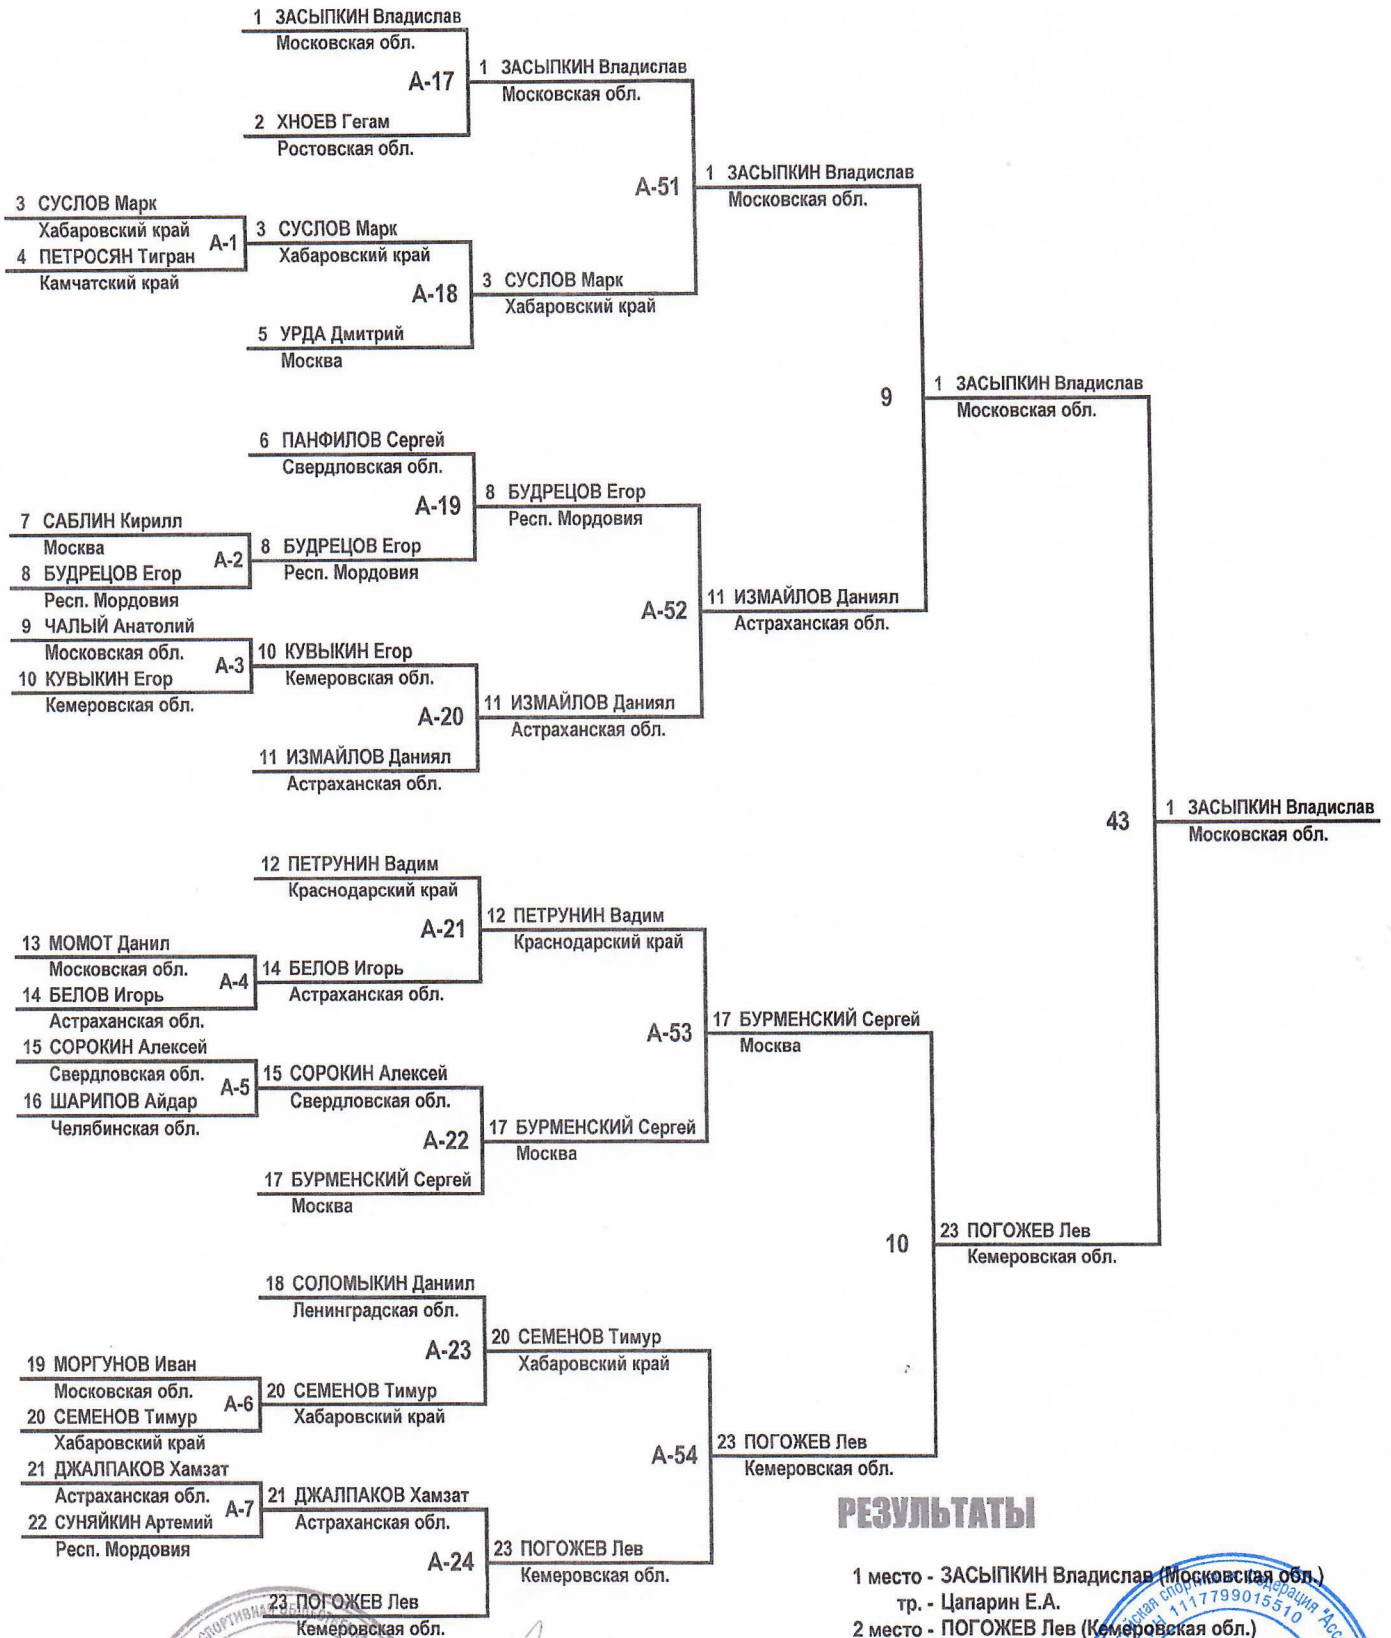 1 ЗАСЫПКИН Владислав
Московская обл.
А-17
1 ЗАСЫПКИН Владислав
Московская обл.
2 ХНОЕВ Гегам
Ростовская обл.
А-51
1 ЗАСЫПКИН Владислав
Московская обл.
3 СУСЛОВ Марк
Хабаровский край
А-1
4 ПЕТРОСЯН Тигран
Камчатский край
3 СУСЛОВ Марк
Хабаровский край
А-18
3 СУСЛОВ Марк
Хабаровский край
5 УРДА Дмитрий
Москва
9
1 ЗАСЫПКИН Владислав
Московская обл.
6 ПАНФИЛОВ Сергей
Свердловская обл.
А-19
8 БУДРЕЦОВ Егор
Респ. Мордовия
7 САБЛИН Кирилл
Москва
А-2
8 БУДРЕЦОВ Егор
Респ. Мордовия
8 БУДРЕЦОВ Егор
Респ. Мордовия
А-52
11 ИЗМАЙЛОВ Даниял
Астраханская обл.
9 ЧАЛЫЙ Анатолий
Московская обл.
А-3
10 КУВЫКИН Егор
Кемеровская обл.
10 КУВЫКИН Егор
Кемеровская обл.
А-20
11 ИЗМАЙЛОВ Даниял
Астраханская обл.
11 ИЗМАЙЛОВ Даниял
Астраханская обл.
43
1 ЗАСЫПКИН Владислав
Московская обл.
12 ПЕТРУНИН Вадим
Краснодарский край
А-21
12 ПЕТРУНИН Вадим
Краснодарский край
13 МОМОТ Данил
Московская обл.
А-4
14 БЕЛОВ Игорь
Астраханская обл.
14 БЕЛОВ Игорь
Астраханская обл.
А-53
17 БУРМЕНСКИЙ Сергей
Москва
15 СОРОКИН Алексей
Свердловская обл.
А-5
16 ШАРИПОВ Айдар
Челябинская обл.
15 СОРОКИН Алексей
Свердловская обл.
А-22
17 БУРМЕНСКИЙ Сергей
Москва
17 БУРМЕНСКИЙ Сергей
Москва
10
23 ПОГОЖЕВ Лев
Кемеровская обл.
18 СОЛОМЫКИН Даниил
Ленинградская обл.
А-23
20 СЕМЕНОВ Тимур
Хабаровский край
19 МОРГУНОВ Иван
Московская обл.
А-6
20 СЕМЕНОВ Тимур
Хабаровский край
20 СЕМЕНОВ Тимур
Хабаровский край
А-54
23 ПОГОЖЕВ Лев
Кемеровская обл.
21 ДЖАЛПАКОВ Хамзат
Астраханская обл.
А-7
22 СУНЯЙКИН Артемий
Респ. Мордовия
21 ДЖАЛПАКОВ Хамзат
Астраханская обл.
А-24
23 ПОГОЖЕВ Лев
Кемеровская обл.
23 ПОГОЖЕВ Лев
Кемеровская обл.
РЕЗУЛЬТАТЫ
1 место - ЗАСЫПКИН Владислав (Московская обл.)
тр. - Цапарин Е.А.
2 место - ПОГОЖЕВ Лев (Кемеровская обл.)
1117799015510